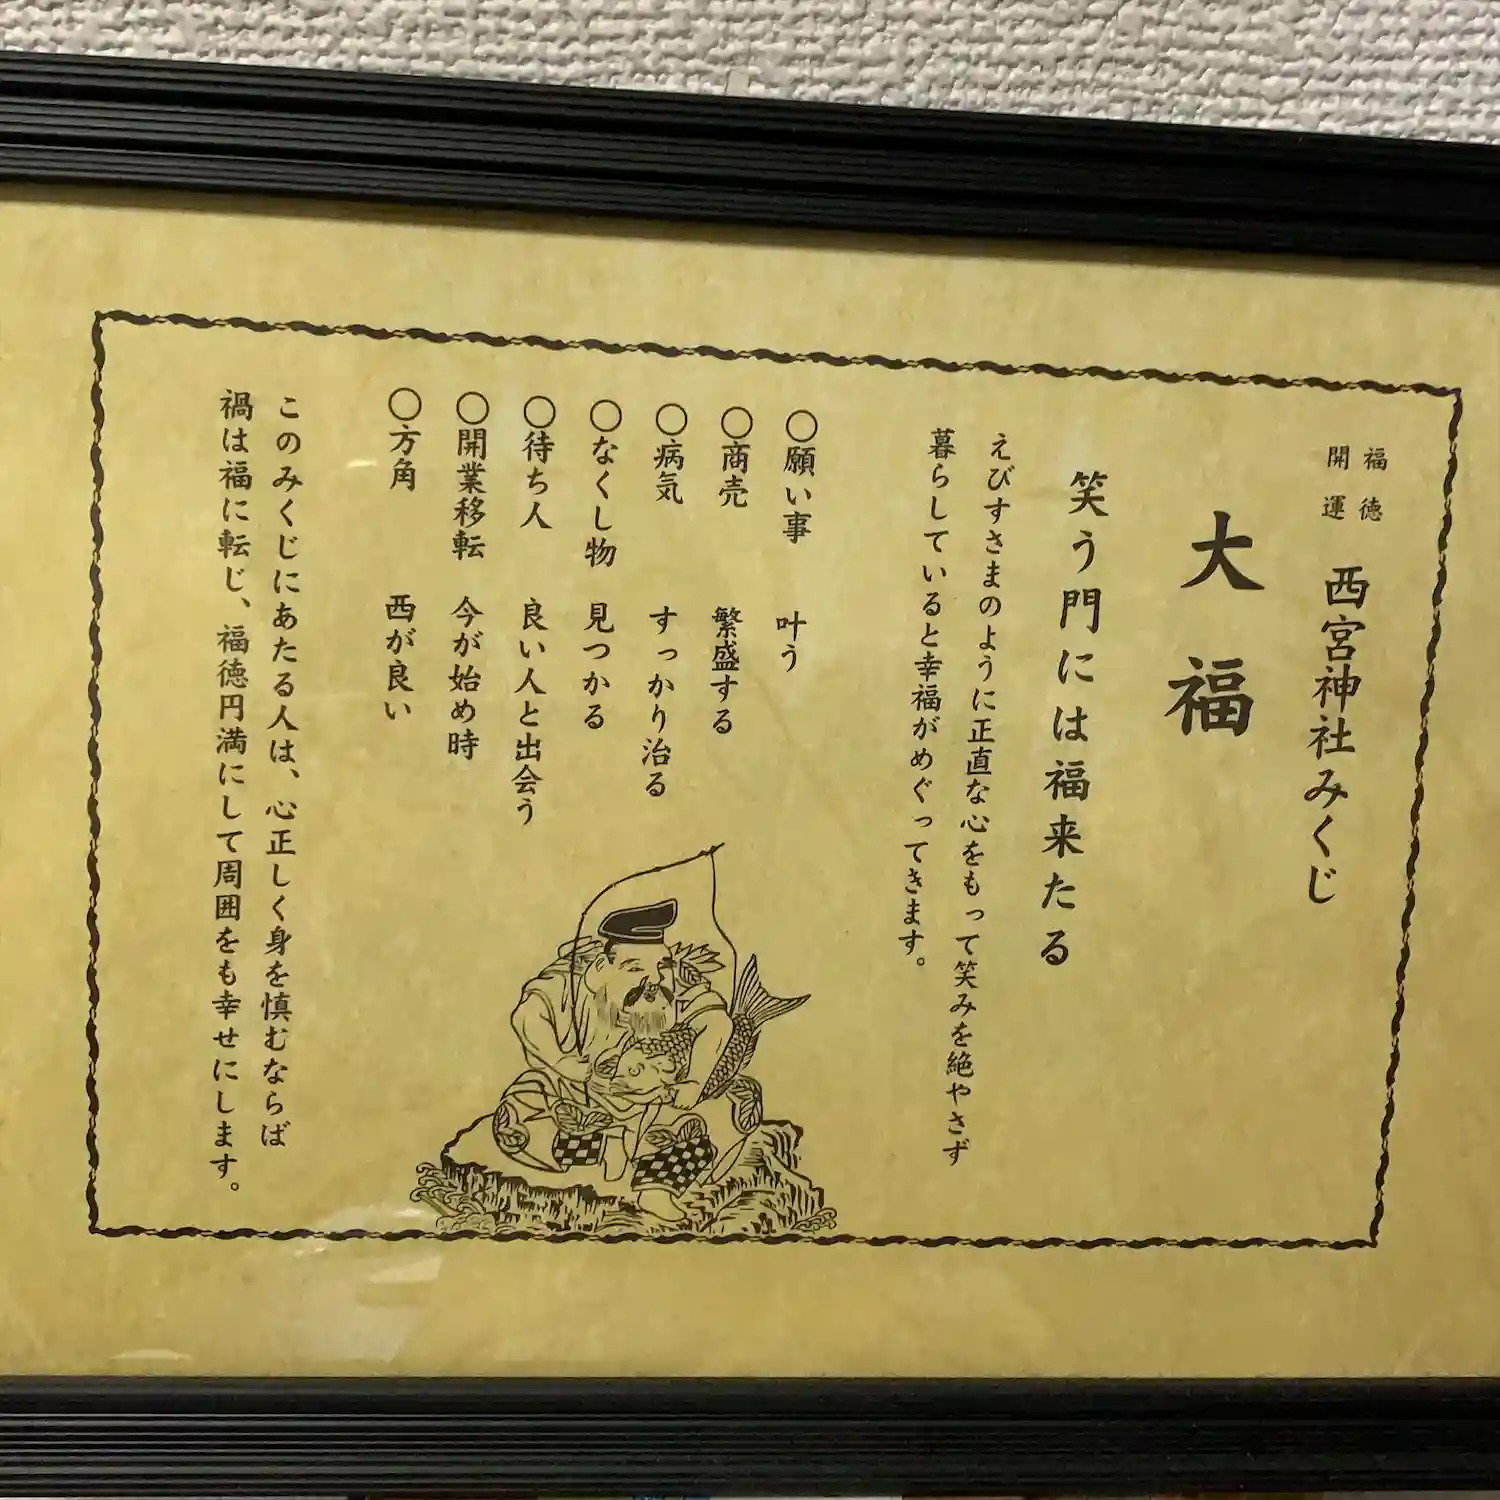 福徳
開運
西宮神社みくじ
大福
笑う門には福来たる
えびすさまのように正直な心をもって笑みを絶やさず
暮らしていると幸福がめぐってきます。
〇願い事 叶う
〇商売 繁盛する
〇病気 すっかり治る
〇なくし物 見つかる
〇待ち人 良い人と出会う
〇開業移転 今が始め時
〇方角 西が良い
このみくじにあたる人は、心正しく身を慎むならば
禍は福に転じ、福徳円満にして周囲をも幸せにします。